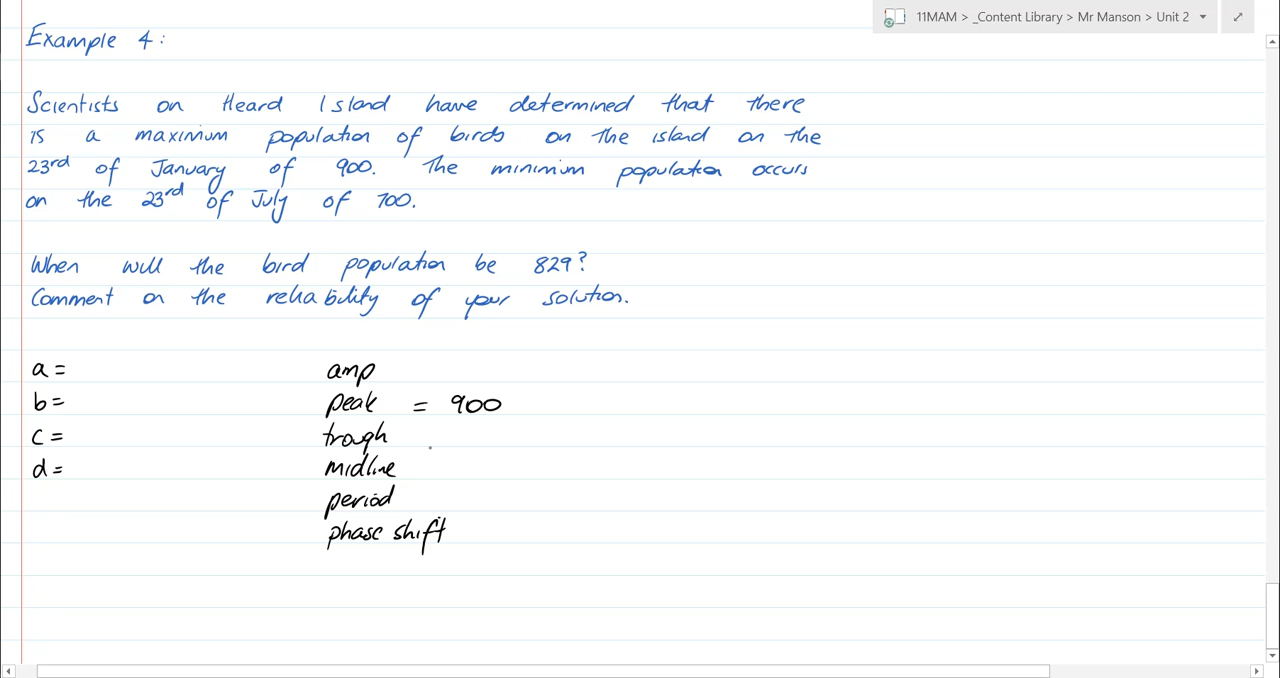 11MAM > _Content Library > Mr Manson > Unit 2
Example 4:
Scientists on Heard Island have determined that there
is a maximum population of birds on the island on the
23rd of January of 900. The minimum population occurs
on the 23rd of July of 700.
When will the bird population be 829?
Comment on the reliability of your solution.
a =
b =
c =
d =
amp
peak = 900
trough
midline
period
phase shift